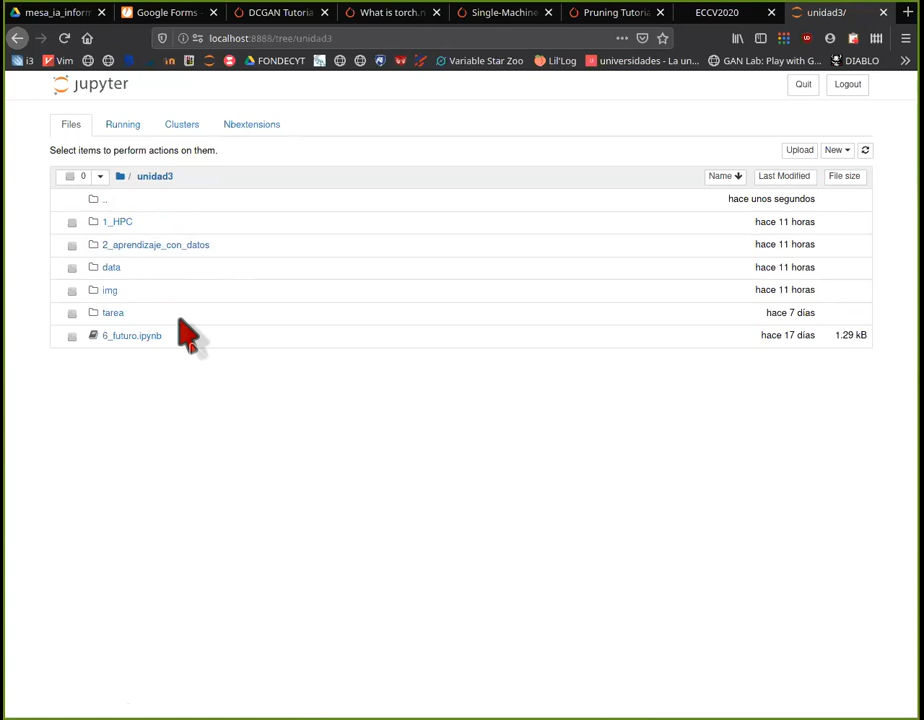 mesa_ia_inform Google Forms - DCGAN Tutoria What is torch.n Single-Machine Pruning Tutoria ECCV2020 unidad3/
localhost:8888/tree/unidad3
i3 Vim in FONDECYT Variable Star Zoo Lil'Log universidades - La un... GAN Lab: Play with G... DIABLO
jupyter Quit Logout
Files Running Clusters Nbextensions
Select items to perform actions on them. Upload New
0 / unidad3 Name Last Modified File size
.. hace unos segundos
1_HPC hace 11 horas
2_aprendizaje_con_datos hace 11 horas
data hace 11 horas
img hace 11 horas
tarea hace 7 días
6_futuro.ipynb hace 17 días 1.29 kB